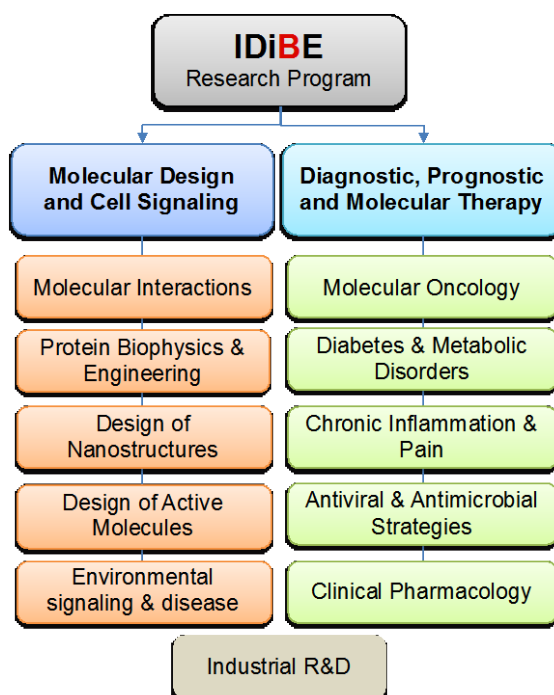 IDiBE
Research Program
Molecular Design
and Cell Signaling
Diagnostic, Prognostic
and Molecular Therapy
Molecular Interactions
Protein Biophysics &
Engineering
Design of
Nanostructures
Design of Active
Molecules
Environmental
signaling & disease
Molecular Oncology
Diabetes & Metabolic
Disorders
Chronic Inflammation &
Pain
Antiviral & Antimicrobial
Strategies
Clinical Pharmacology
Industrial R&D